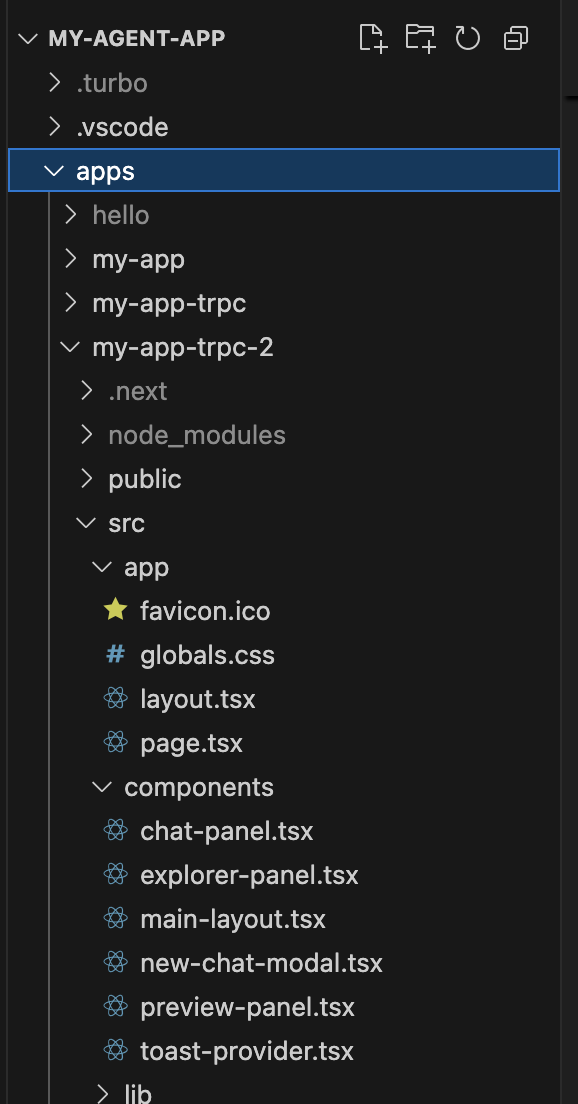 MY-AGENT-APP
.turbo
.vscode
apps
hello
my-app
my-app-trpc
my-app-trpc-2
.next
node_modules
public
src
app
favicon.ico
# globals.css
layout.tsx
page.tsx
components
chat-panel.tsx
explorer-panel.tsx
main-layout.tsx
new-chat-modal.tsx
preview-panel.tsx
toast-provider.tsx
lib